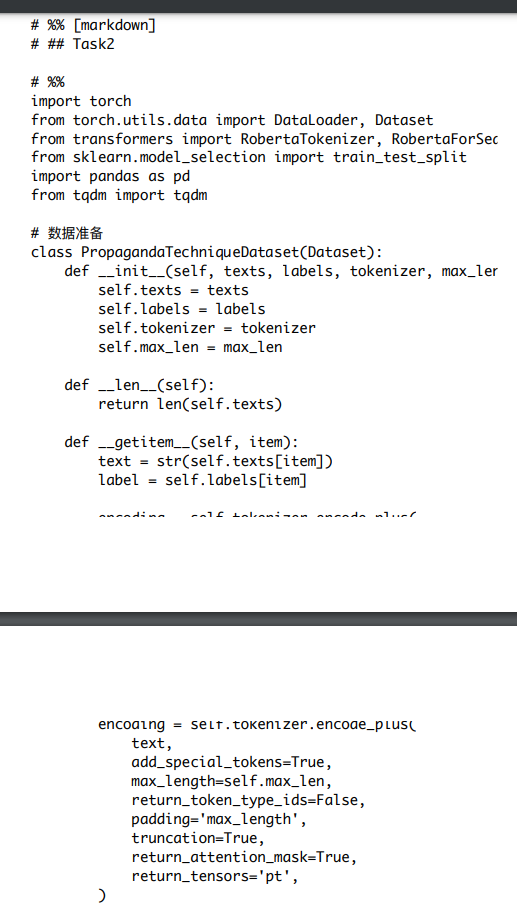 # %% [markdown]
# ## Task2
# %%
import torch
from torch.utils.data import DataLoader, Dataset
from transformers import RobertaTokenizer, RobertaForSec
from sklearn.model_selection import train_test_split
import pandas as pd
from tqdm import tqdm
# 数据准备
class PropagandaTechniqueDataset(Dataset):
    def __init__(self, texts, labels, tokenizer, max_len
        self.texts = texts
        self.labels = labels
        self.tokenizer = tokenizer
        self.max_len = max_len
    def __len__(self):
        return len(self.texts)
    def __getitem__(self, item):
        text = str(self.texts[item])
        label = self.labels[item]
        encoding = self.tokenizer.encode_plus(
        encoding = self.tokenizer.encode_plus(
            text,
            add_special_tokens=True,
            max_length=self.max_len,
            return_token_type_ids=False,
            padding='max_length',
            truncation=True,
            return_attention_mask=True,
            return_tensors='pt',
        )